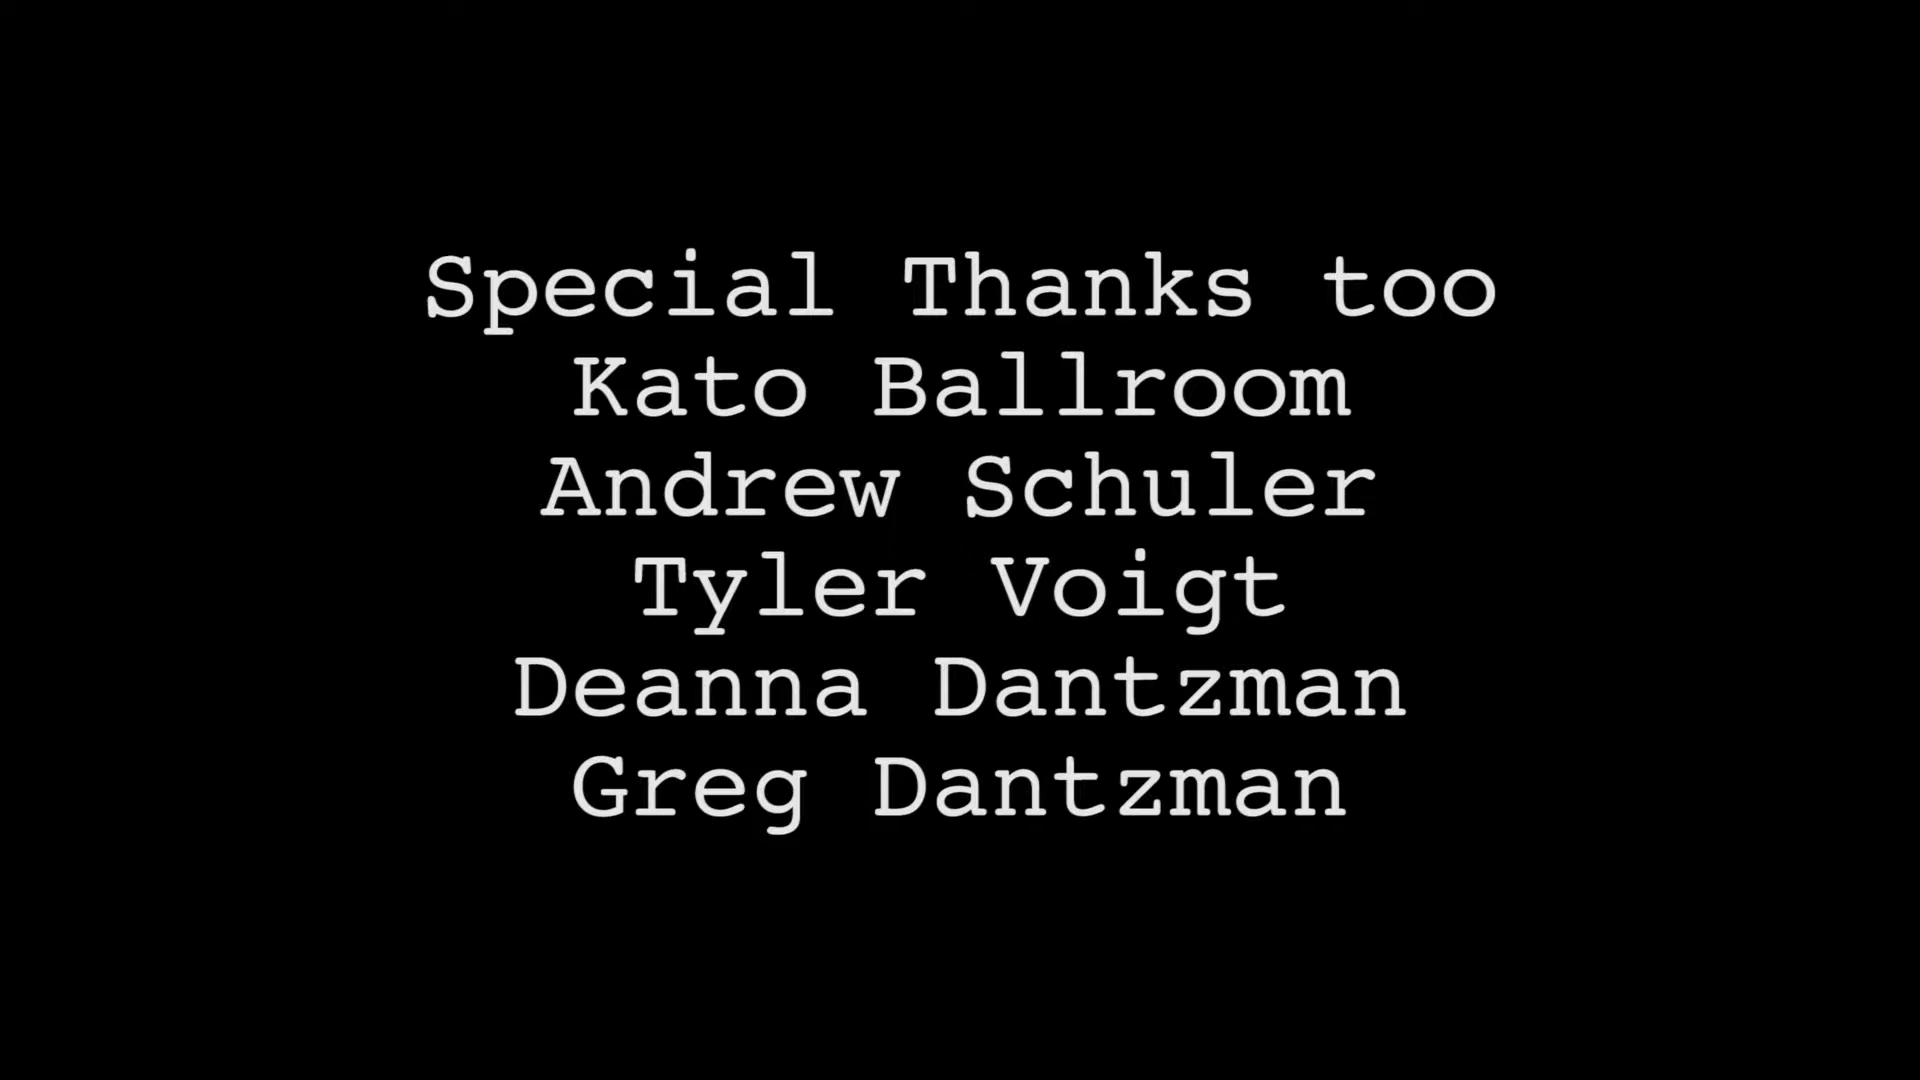 Special Thanks too
Kato Ballroom
Andrew Schuler
Tyler Voigt
Deanna Dantzman
Greg Dantzman